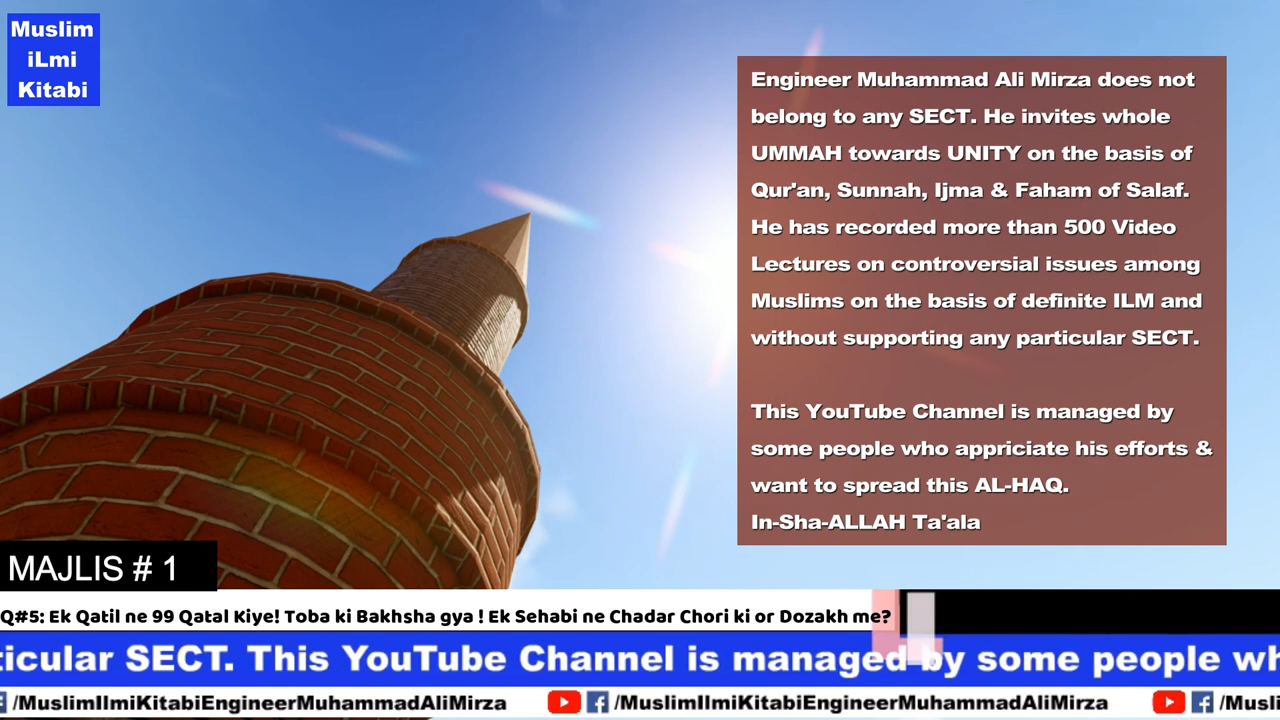 Muslim
iLmi
Kitabi
Engineer Muhammad Ali Mirza does not
belong to any SECT. He invites whole
UMMAH towards UNITY on the basis of
Qur'an, Sunnah, Ijma & Faham of Salaf.
He has recorded more than 500 Video
Lectures on controversial issues among
Muslims on the basis of definite ILM and
without supporting any particular SECT.
This YouTube Channel is managed by
some people who appriciate his efforts &
want to spread this AL-HAQ.
In-Sha-ALLAH Ta'ala
MAJLIS # 1
Q#5: Ek Qatil ne 99 Qatal Kiye! Toba ki Bakhsha gya ! Ek Sehabi ne Chadar Chori ki or Dozakh me?
ticular SECT. This YouTube Channel is managed by some people wh
/MuslimIlmiKitabiEngineerMuhammadAliMirza /MuslimIlmiKitabiEngineerMuhammadAliMirza /Musli